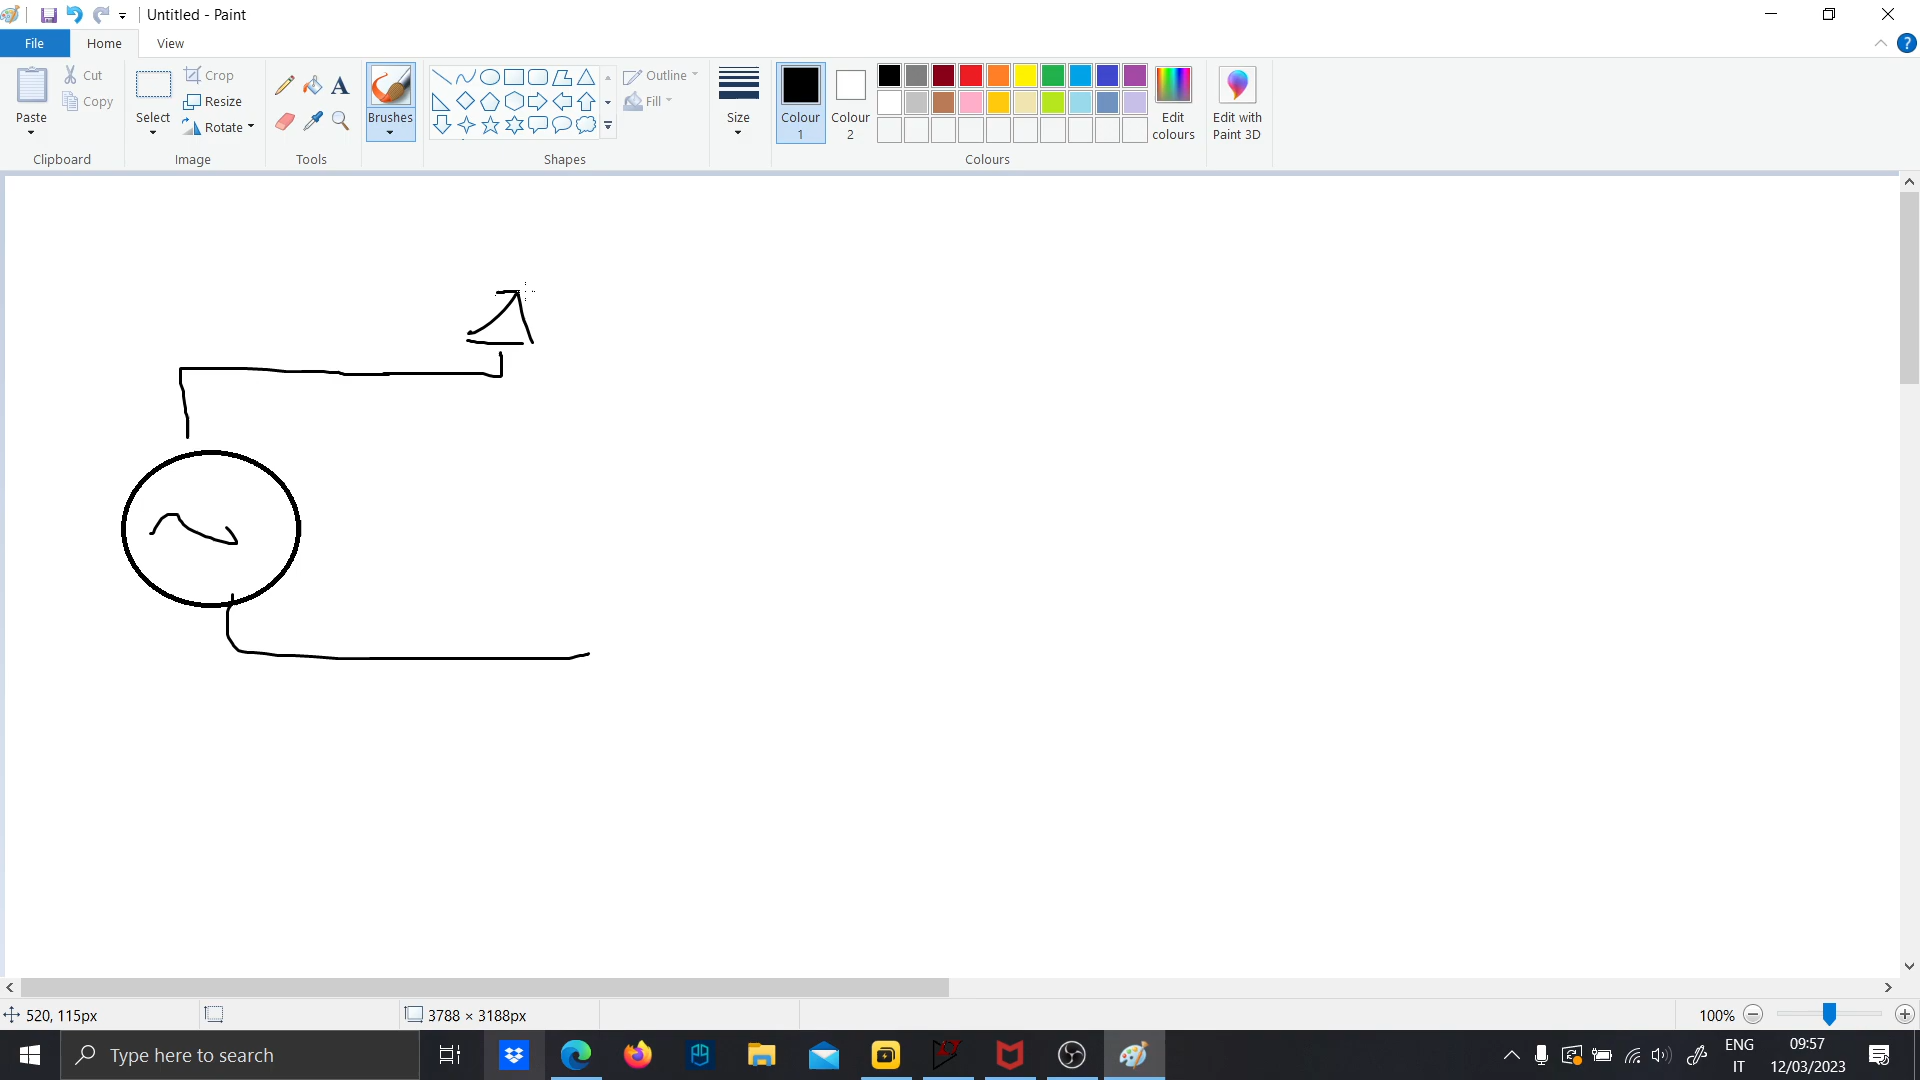 Untitled - Paint
File Home View
Paste
Cut
Copy
Clipboard
Select
Crop
Resize
Rotate
Image
Tools
Brushes
Outline
Fill
Shapes
Size
Colour 1
Colour 2
Edit colours
Colours
Edit with Paint 3D
520, 115px
3788 × 3188px
100%
Type here to search
ENG
IT
09:57
12/03/2023